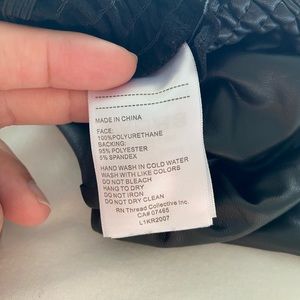 MADE IN CHINA
FACE:
100%POLYURETHANE
BACKING:
95% POLYESTER
5% SPANDEX
HAND WASH IN COLD WATER
WASH WITH LIKE COLORS
DO NOT BLEACH
HANG TO DRY
DO NOT IRON
DO NOT DRY CLEAN
RN Thread Collective Inc.
CA# 07465
L1KR2007